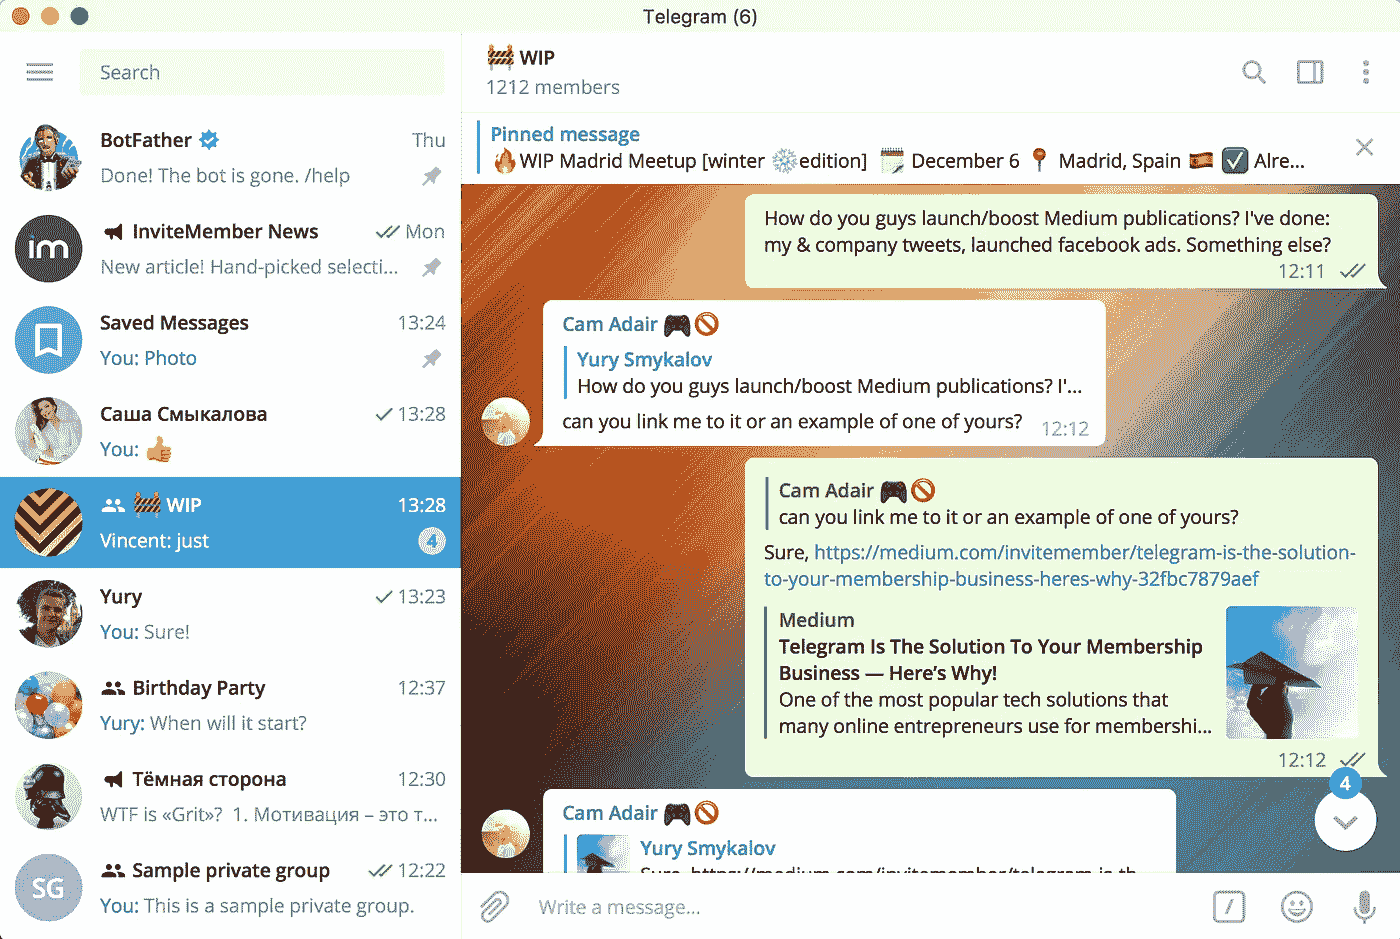 Telegram (6)
Search
BotFather Thu
Done! The bot is gone. /help
im
InviteMember News Mon
New article! Hand-picked selecti...
Saved Messages 13:24
You: Photo
Саша Смыкалова 13:28
You: 👍
🚧 WIP 13:28
Vincent: just 4
Yury 13:23
You: Sure!
Birthday Party 12:37
Yury: When will it start?
Тёмная сторона 12:30
WTF is «Grit»? 1. Мотивация – это т...
SG
Sample private group 12:22
You: This is a sample private group.
🚧 WIP
1212 members
Pinned message
🔥WIP Madrid Meetup [winter ❄️edition] 🗓 December 6 📍 Madrid, Spain 🇪🇸 ☑️ Alre...
How do you guys launch/boost Medium publications? I've done:
my & company tweets, launched facebook ads. Something else?
12:11
Cam Adair 🎮🚫
Yury Smykalov
How do you guys launch/boost Medium publications? I'...
can you link me to it or an example of one of yours? 12:12
Cam Adair 🎮🚫
can you link me to it or an example of one of yours?
Sure, https://medium.com/invitemember/telegram-is-the-solution-
to-your-membership-business-heres-why-32fbc7879aef
Medium
Telegram Is The Solution To Your Membership
Business — Here's Why!
One of the most popular tech solutions that
many online entrepreneurs use for membershi...
12:12
4
Cam Adair 🎮🚫
Yury Smykalov
Sure, https://medium.com/invitemember/telegram-is-th
Write a message...